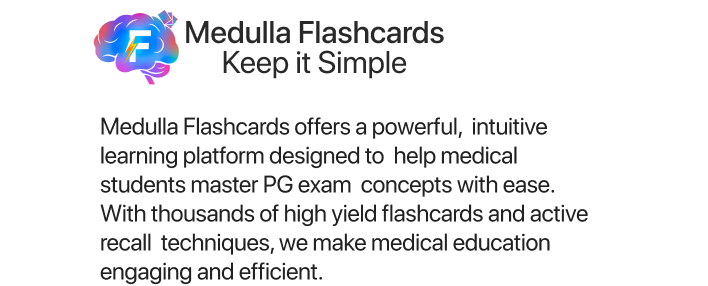 F
Medulla Flashcards
Keep it Simple
Medulla Flashcards offers a powerful, intuitive
learning platform designed to help medical
students master PG exam concepts with ease.
With thousands of high yield flashcards and active
recall techniques, we make medical education
engaging and efficient.